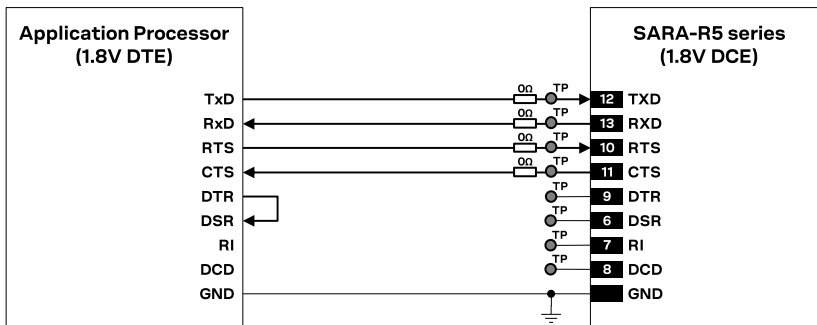 Application Processor
(1.8V DTE)
SARA-R5 series
(1.8V DCE)
TxD 0Ω TP 12 TXD
RxD 0Ω TP 13 RXD
RTS 0Ω TP 10 RTS
CTS 0Ω TP 11 CTS
DTR TP 9 DTR
DSR TP 6 DSR
RI TP 7 RI
DCD TP 8 DCD
GND GND